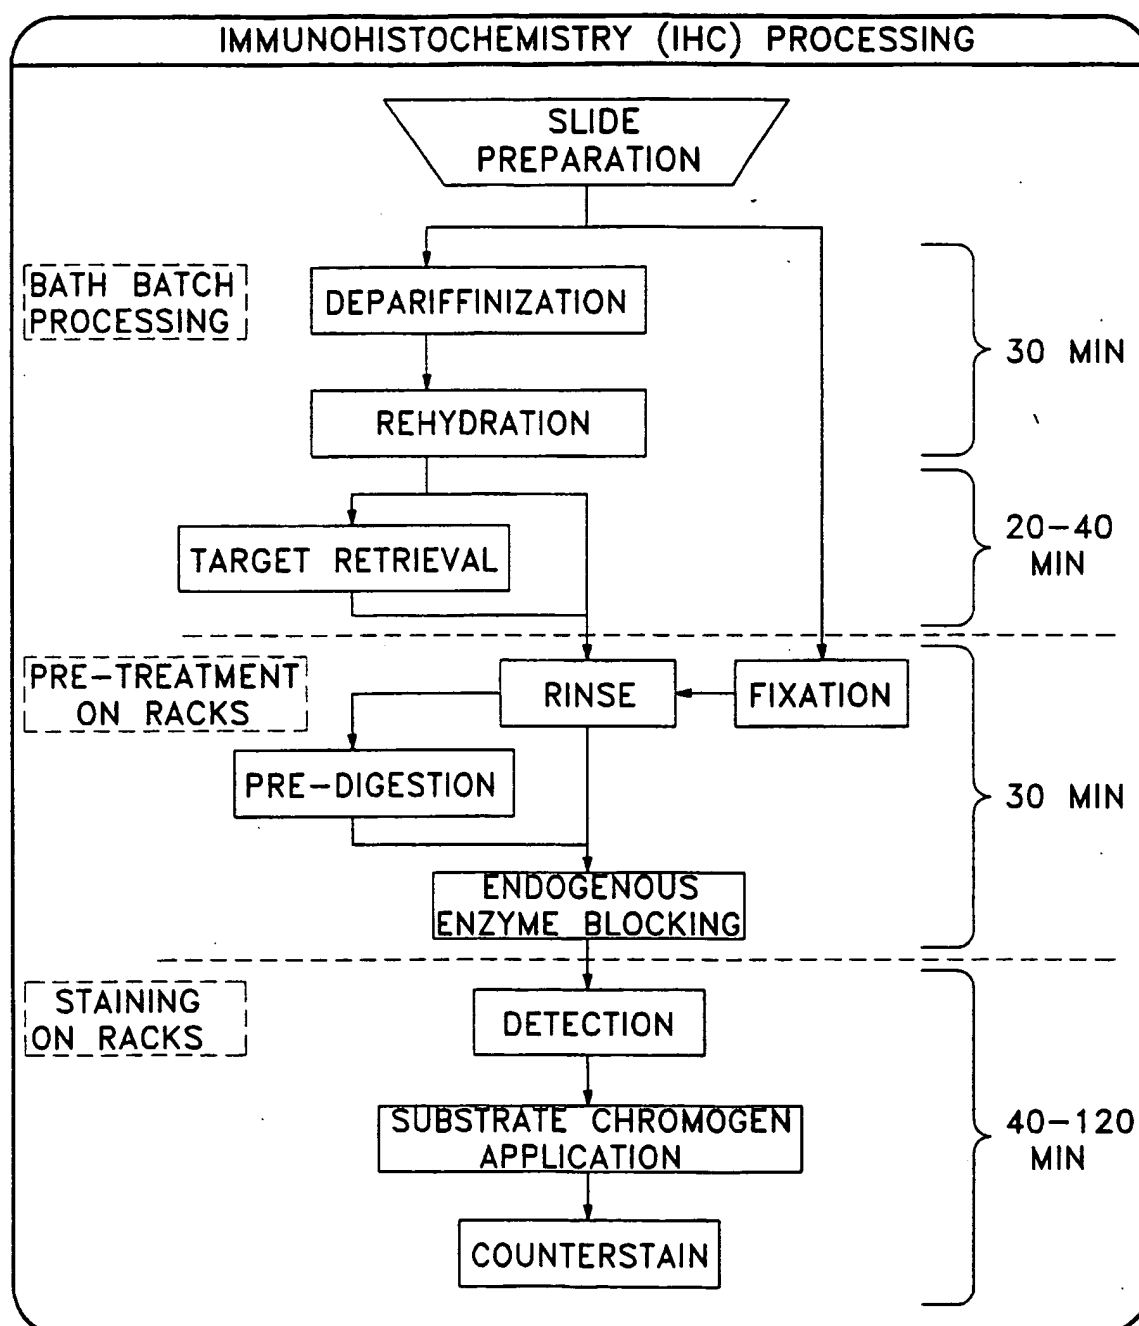 IMMUNOHISTOCHEMISTRY (IHC) PROCESSING
SLIDE
PREPARATION
BATH BATCH
PROCESSING
DEPARIFFINIZATION
30 MIN
REHYDRATION
TARGET RETRIEVAL
20-40
MIN
PRE-TREATMENT
ON RACKS
RINSE
FIXATION
PRE-DIGESTION
30 MIN
ENDOGENOUS
ENZYME BLOCKING
STAINING
ON RACKS
DETECTION
SUBSTRATE CHROMOGEN
APPLICATION
40-120
MIN
COUNTERSTAIN